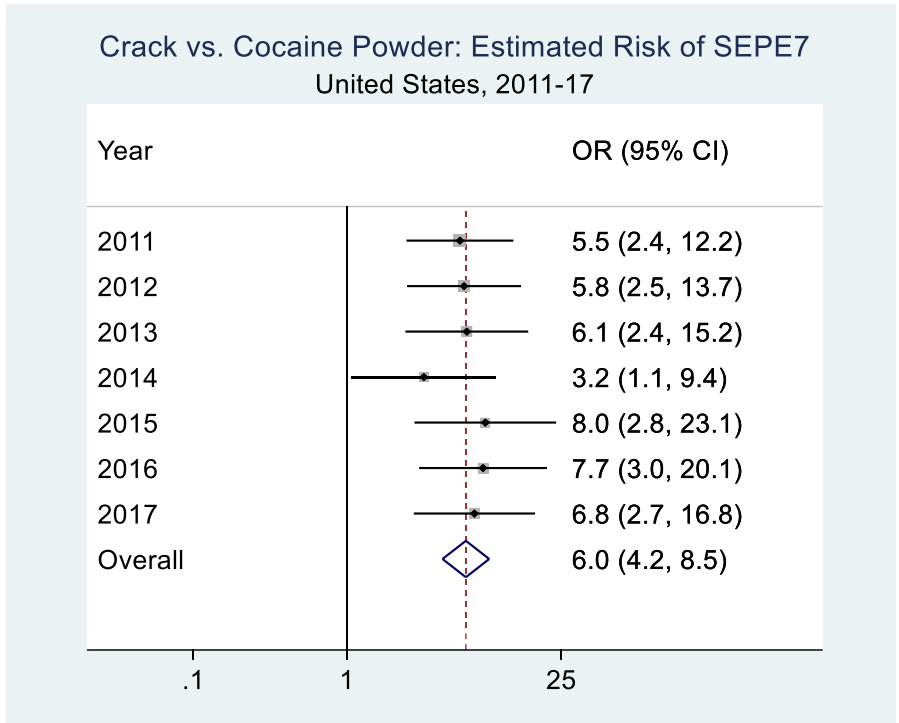 Crack vs. Cocaine Powder: Estimated Risk of SEPE7
United States, 2011-17
Year OR (95% CI)
2011 5.5 (2.4, 12.2)
2012 5.8 (2.5, 13.7)
2013 6.1 (2.4, 15.2)
2014 3.2 (1.1, 9.4)
2015 8.0 (2.8, 23.1)
2016 7.7 (3.0, 20.1)
2017 6.8 (2.7, 16.8)
Overall 6.0 (4.2, 8.5)
.1 1 25